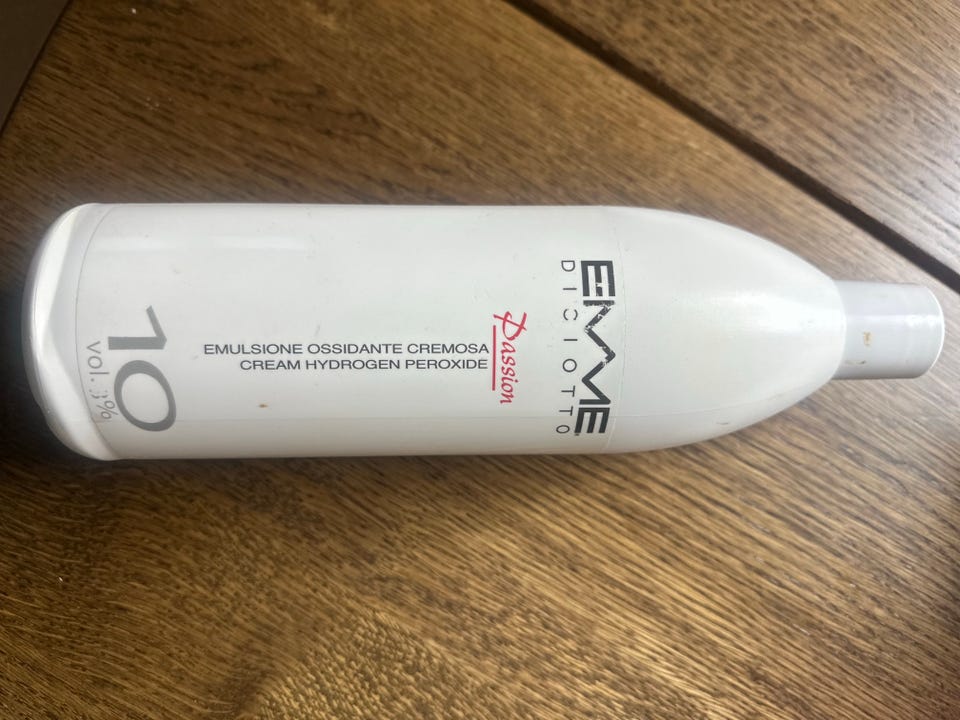 EMME
DICIOTTO
Passion
EMULSIONE OSSIDANTE CREMOSA
CREAM HYDROGEN PEROXIDE
10
vol. 3%